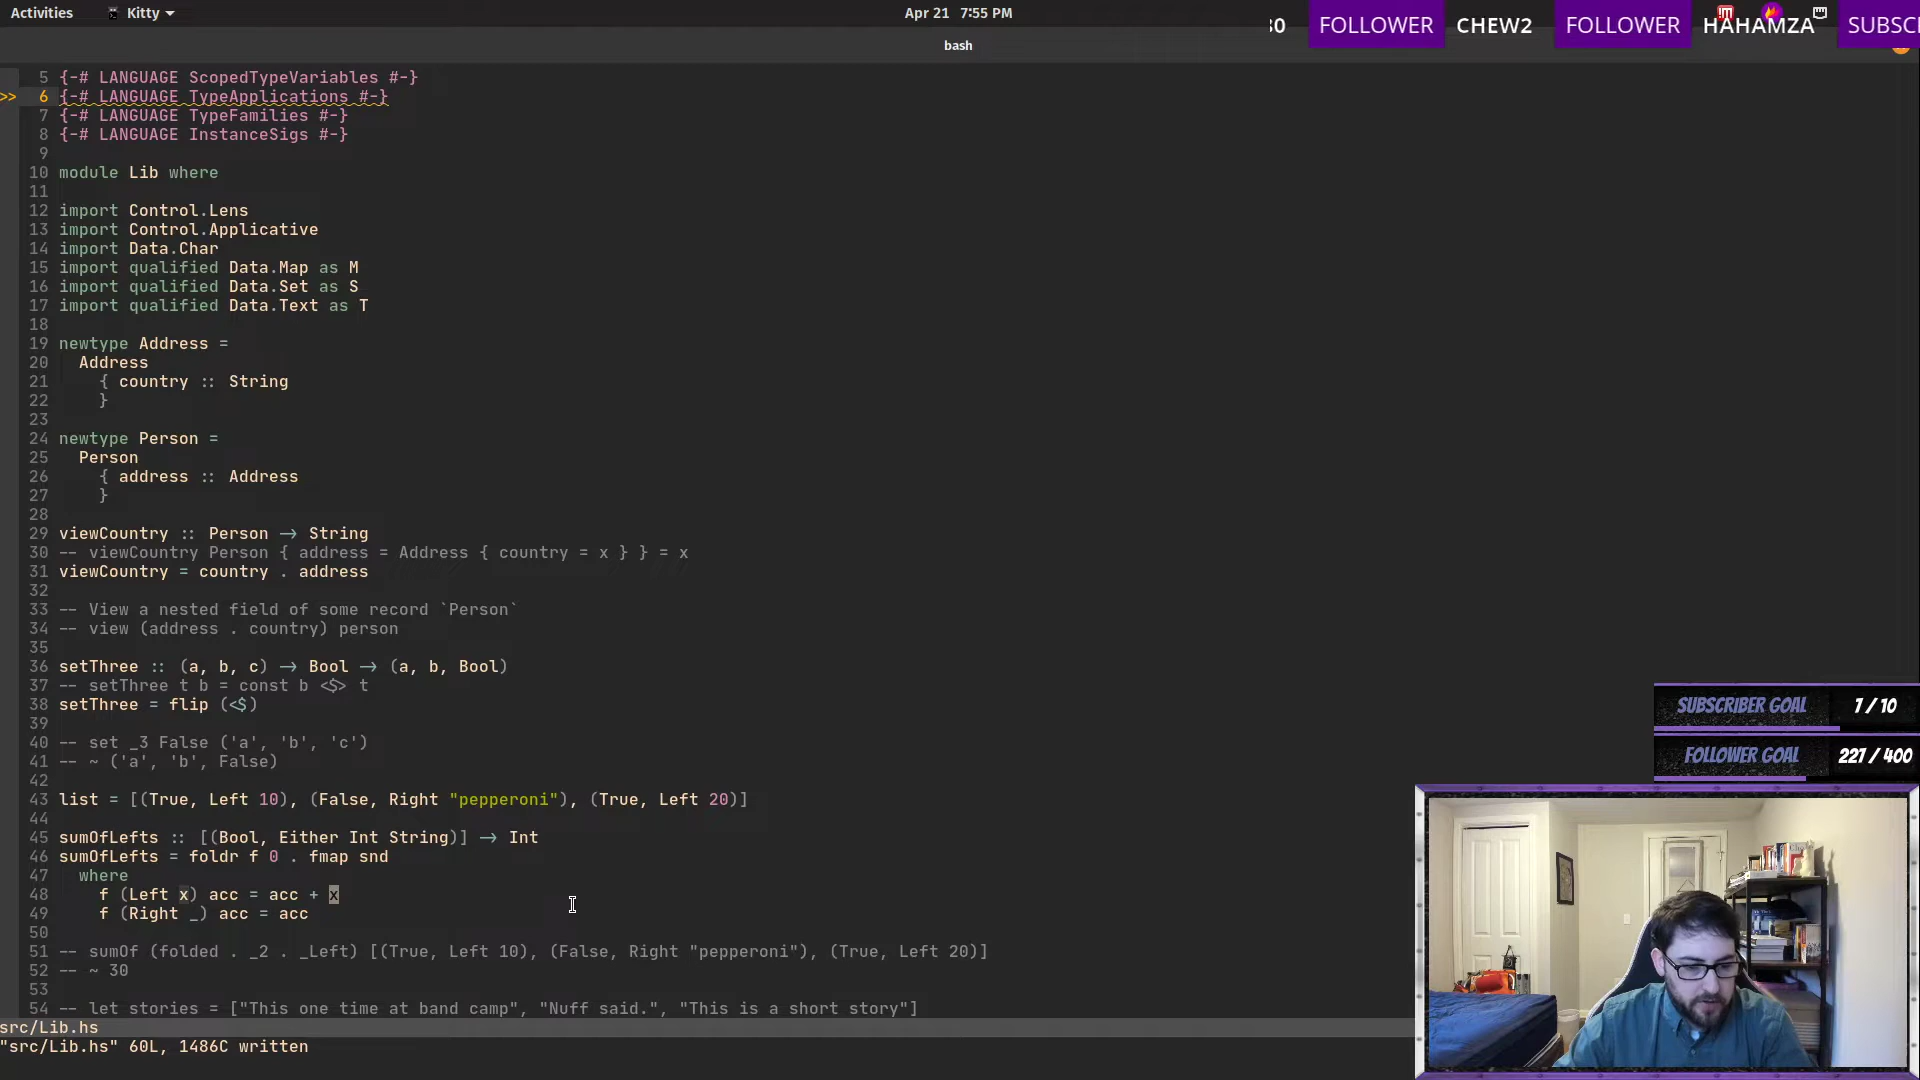 Activities Kitty Apr 21 7:55 PM
30 FOLLOWER CHEW2 FOLLOWER HAHAMZA SUBSC
bash
5 {-# LANGUAGE ScopedTypeVariables #-}
>> 6 {-# LANGUAGE TypeApplications #-}
7 {-# LANGUAGE TypeFamilies #-}
8 {-# LANGUAGE InstanceSigs #-}
9
10 module Lib where
11
12 import Control.Lens
13 import Control.Applicative
14 import Data.Char
15 import qualified Data.Map as M
16 import qualified Data.Set as S
17 import qualified Data.Text as T
18
19 newtype Address =
20 Address
21 { country :: String
22 }
23
24 newtype Person =
25 Person
26 { address :: Address
27 }
28
29 viewCountry :: Person -> String
30 -- viewCountry Person { address = Address { country = x } } = x
31 viewCountry = country . address
32
33 -- View a nested field of some record `Person`
34 -- view (address . country) person
35
36 setThree :: (a, b, c) -> Bool -> (a, b, Bool)
37 -- setThree t b = const b <$> t
38 setThree = flip (<$)
39
40 -- set _3 False ('a', 'b', 'c')
41 -- ~ ('a', 'b', False)
42
43 list = [(True, Left 10), (False, Right "pepperoni"), (True, Left 20)]
44
45 sumOfLefts :: [(Bool, Either Int String)] -> Int
46 sumOfLefts = foldr f 0 . fmap snd
47 where
48 f (Left x) acc = acc + x
49 f (Right _) acc = acc
50
51 -- sumOf (folded . _2 . _Left) [(True, Left 10), (False, Right "pepperoni"), (True, Left 20)]
52 -- ~ 30
53
54 -- let stories = ["This one time at band camp", "Nuff said.", "This is a short story"]
src/Lib.hs
"src/Lib.hs" 60L, 1486C written
SUBSCRIBER GOAL 7 / 10
FOLLOWER GOAL 227 / 400